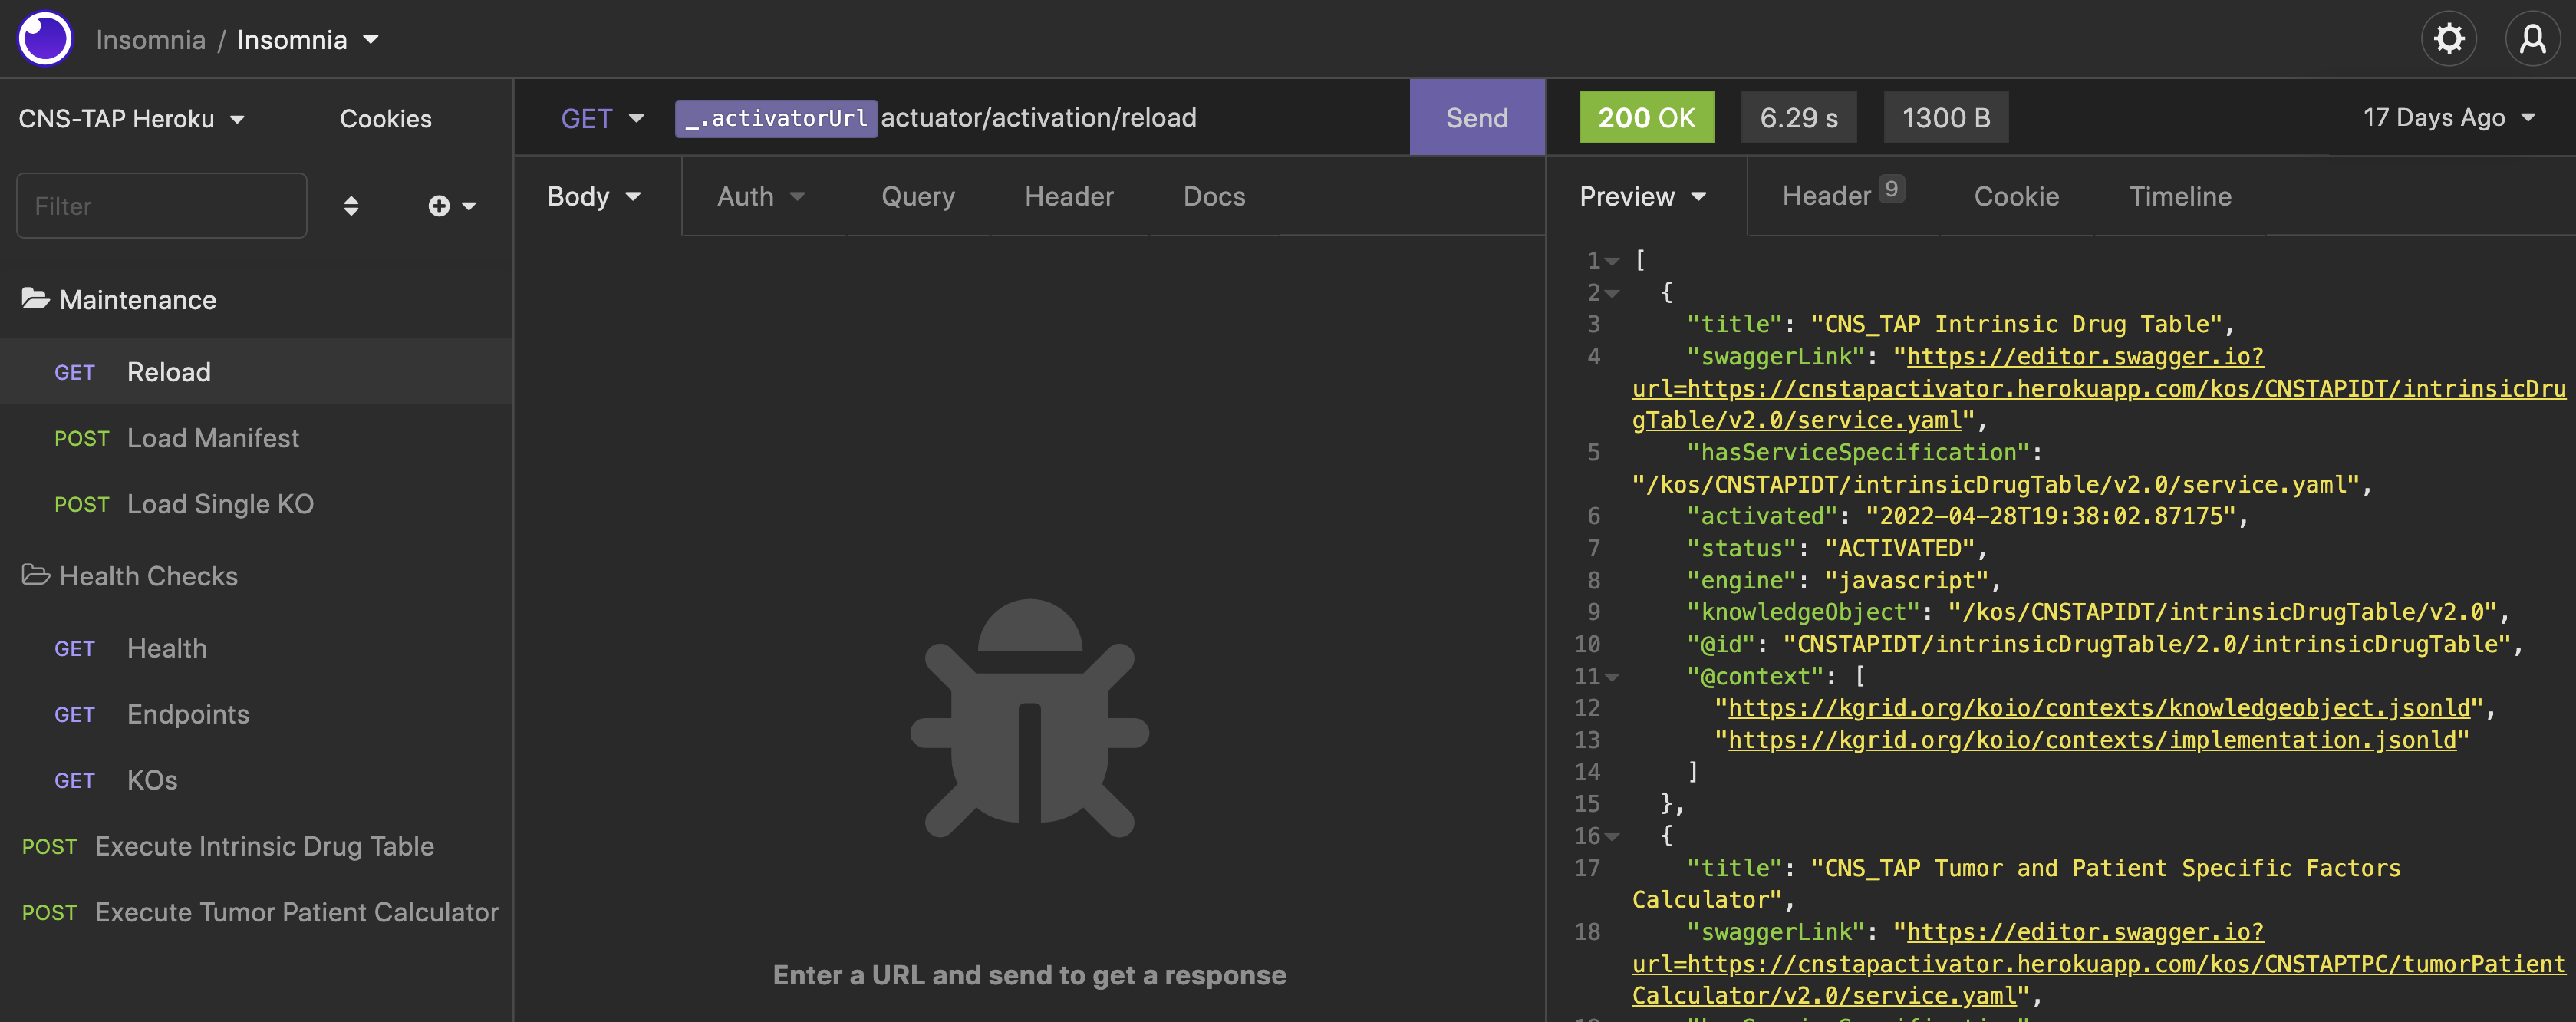 Insomnia / Insomnia
CNS-TAP Heroku
Cookies
Filter
Maintenance
GET Reload
POST Load Manifest
POST Load Single KO
Health Checks
GET Health
GET Endpoints
GET KOs
POST Execute Intrinsic Drug Table
POST Execute Tumor Patient Calculator
GET _.activatorUrl actuator/activation/reload
Send
Body Auth Query Header Docs
Enter a URL and send to get a response
200 OK 6.29 s 1300 B 17 Days Ago
Preview Header 9 Cookie Timeline
1 [
2 {
3 "title": "CNS_TAP Intrinsic Drug Table",
4 "swaggerLink": "https://editor.swagger.io?
url=https://cnstapactivator.herokuapp.com/kos/CNSTAPIDT/intrinsicDru
gTable/v2.0/service.yaml",
5 "hasServiceSpecification":
"/kos/CNSTAPIDT/intrinsicDrugTable/v2.0/service.yaml",
6 "activated": "2022-04-28T19:38:02.87175",
7 "status": "ACTIVATED",
8 "engine": "javascript",
9 "knowledgeObject": "/kos/CNSTAPIDT/intrinsicDrugTable/v2.0",
10 "@id": "CNSTAPIDT/intrinsicDrugTable/2.0/intrinsicDrugTable",
11 "@context": [
12 "https://kgrid.org/koio/contexts/knowledgeobject.jsonld",
13 "https://kgrid.org/koio/contexts/implementation.jsonld"
14 ]
15 },
16 {
17 "title": "CNS_TAP Tumor and Patient Specific Factors
Calculator",
18 "swaggerLink": "https://editor.swagger.io?
url=https://cnstapactivator.herokuapp.com/kos/CNSTAPTPC/tumorPatient
Calculator/v2.0/service.yaml",